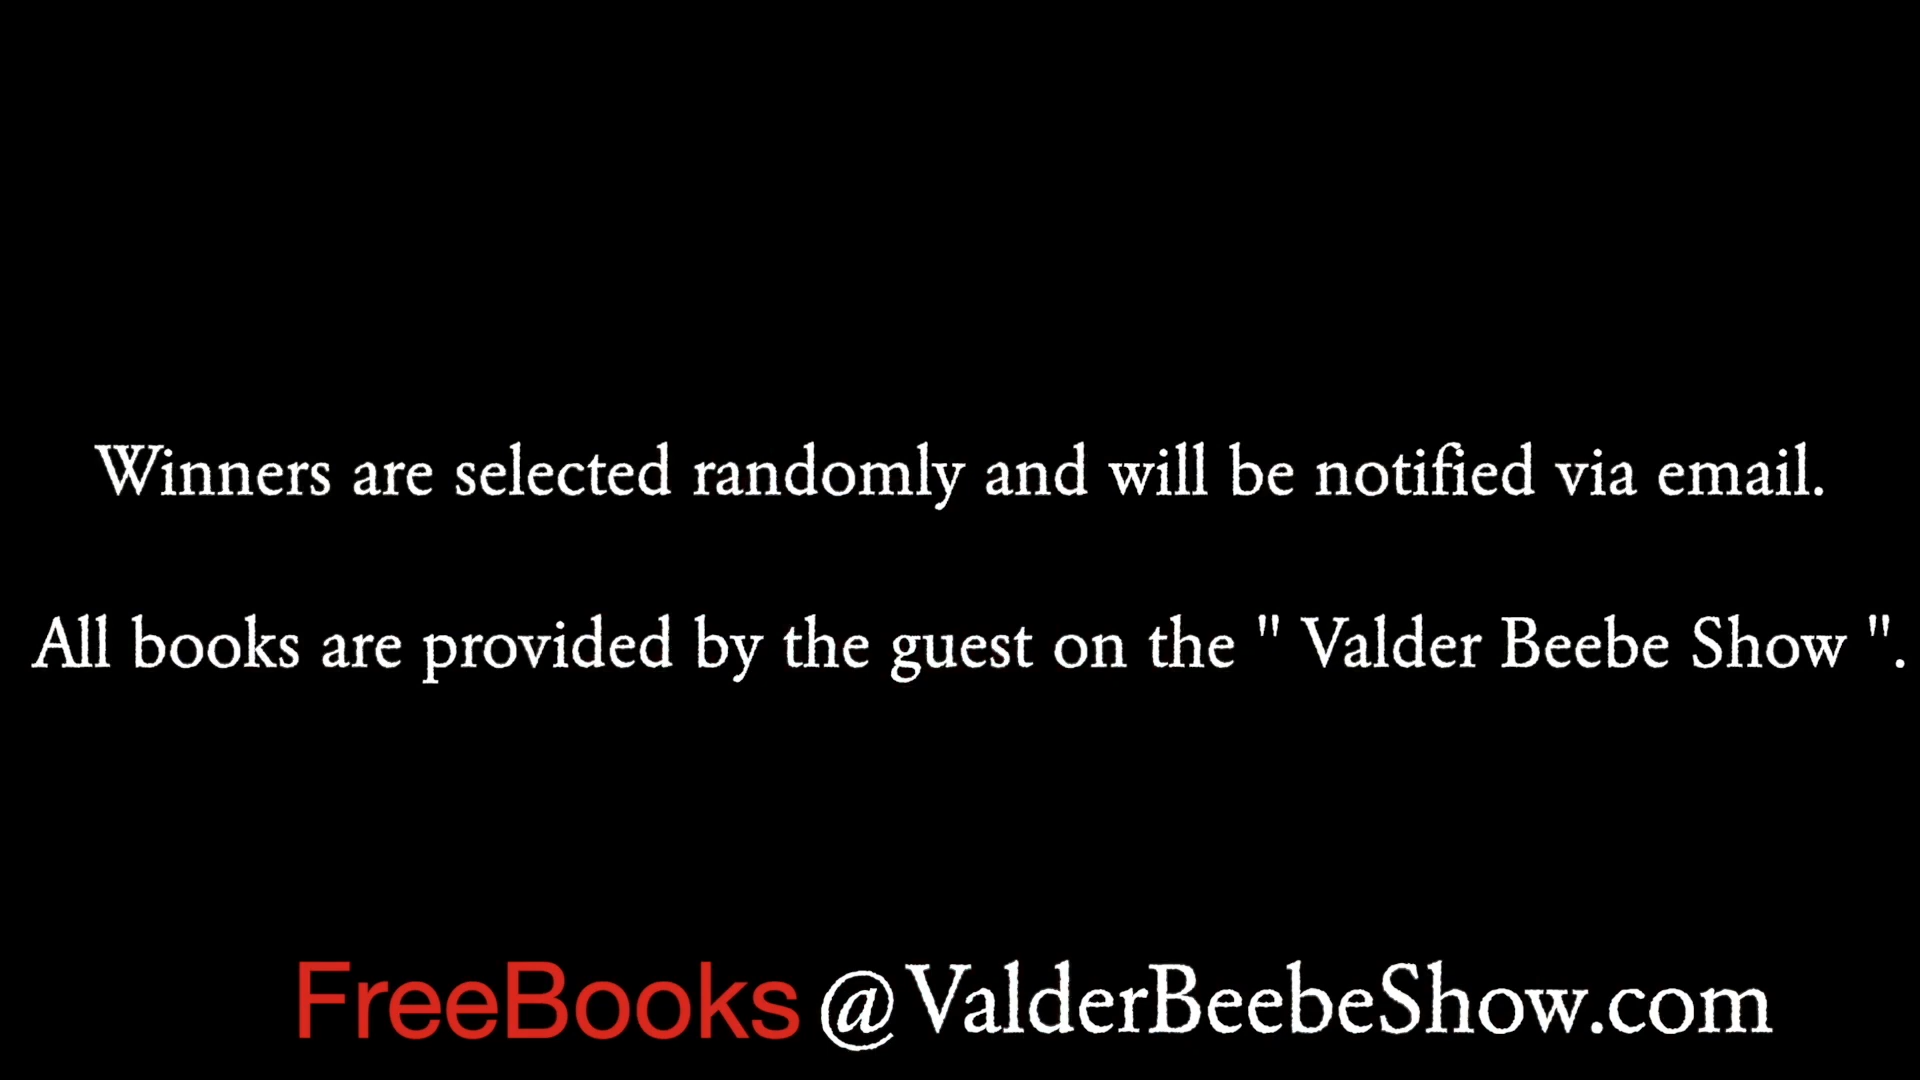 Winners are selected randomly and will be notified via email.
All books are provided by the guest on the " Valder Beebe Show ".
FreeBooks @ValderBeebeShow.com